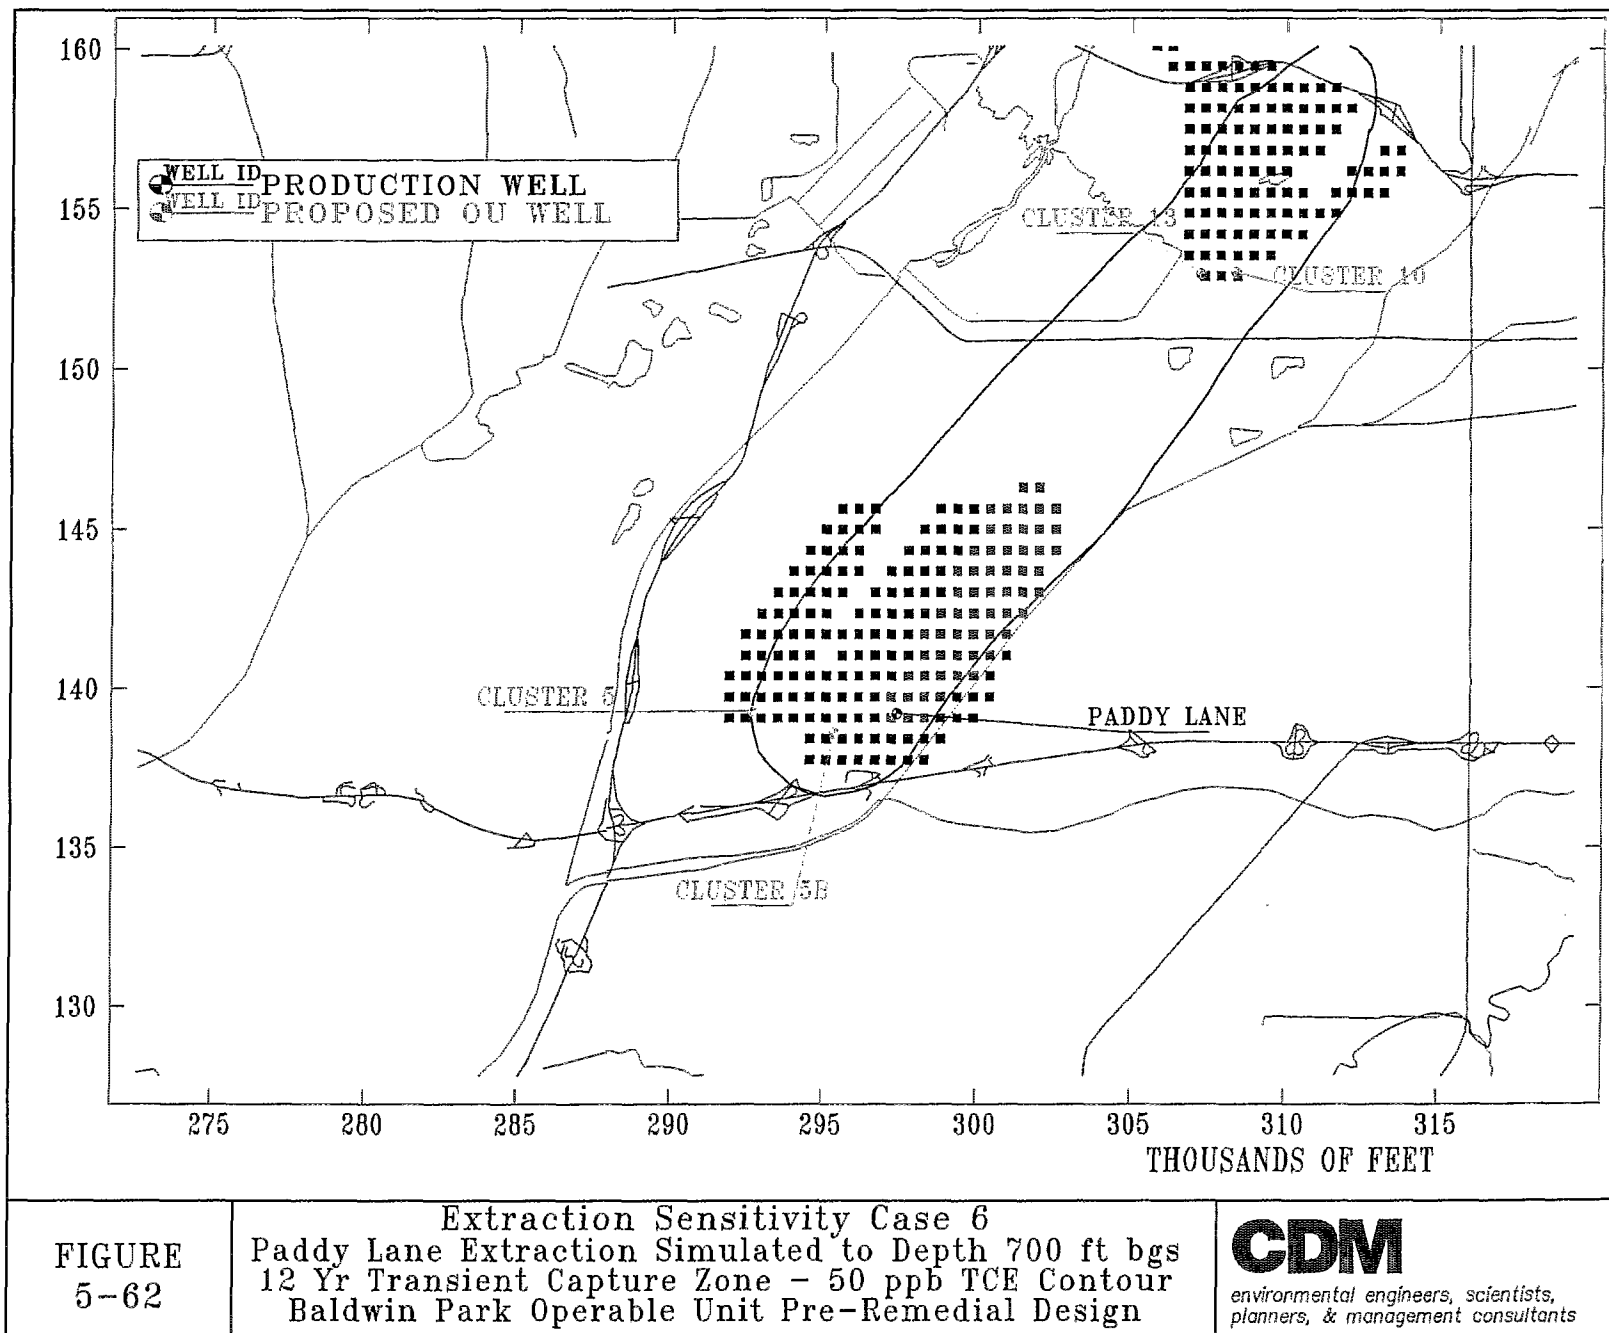 160
155
150
145
140
135
130
WELL ID
PRODUCTION WELL
WELL ID
PROPOSED OU WELL
CLUSTER 13
CLUSTER 10
CLUSTER 5
PADDY LANE
CLUSTER 5B
275 280 285 290 295 300 305 310 315
THOUSANDS OF FEET
FIGURE
5-62
Extraction Sensitivity Case 6
Paddy Lane Extraction Simulated to Depth 700 ft bgs
12 Yr Transient Capture Zone - 50 ppb TCE Contour
Baldwin Park Operable Unit Pre-Remedial Design
CDM
environmental engineers, scientists,
planners, & management consultants